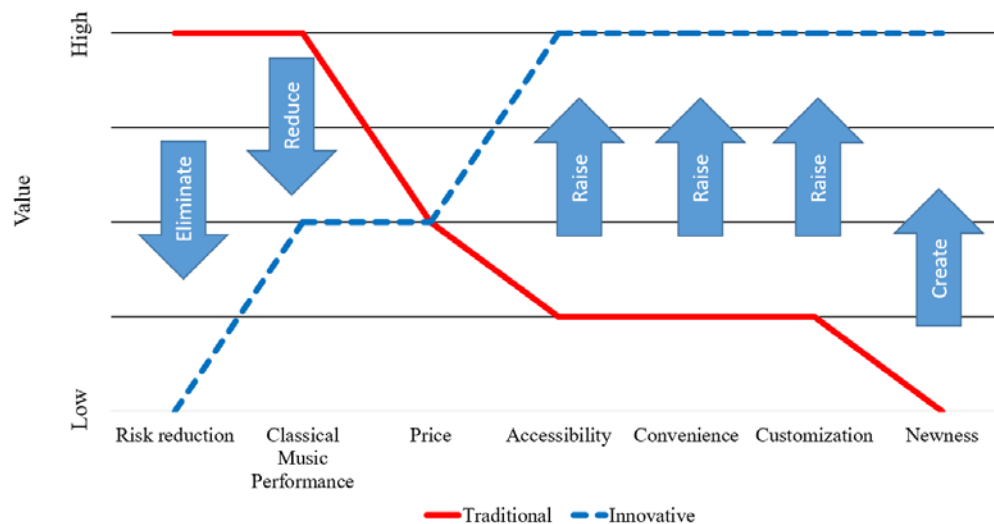 High
Value
Low
Eliminate
Reduce
Raise
Raise
Raise
Create
Risk reduction
Classical
Music
Performance
Price
Accessibility
Convenience
Customization
Newness
Traditional
Innovative